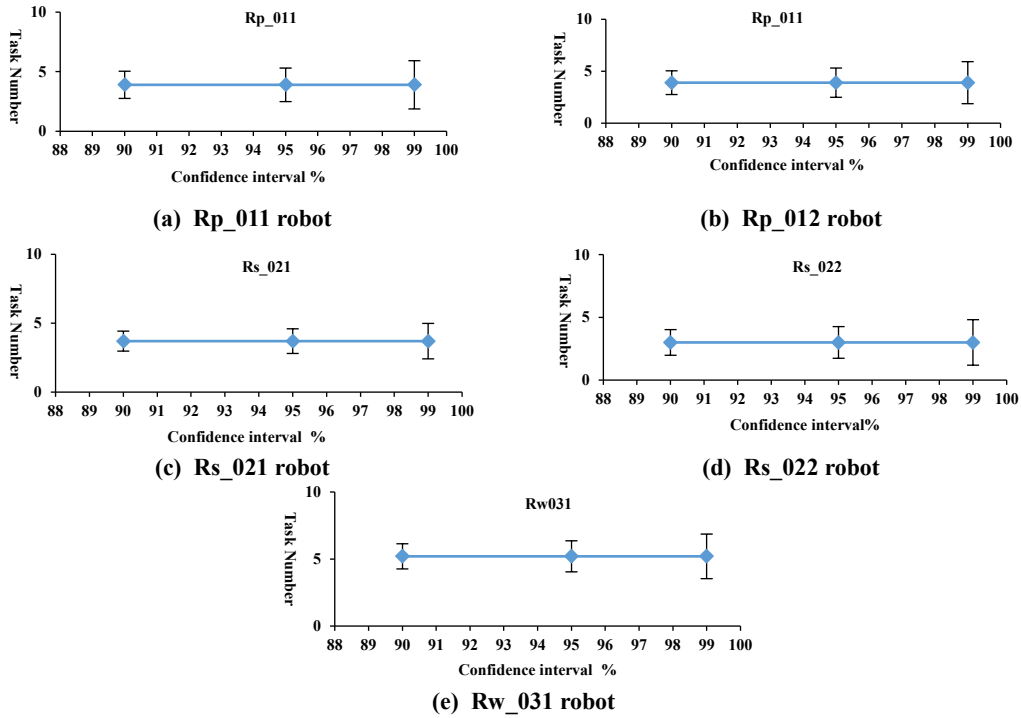 Rp_011
10
5
0
Task Number
88 89 90 91 92 93 94 95 96 97 98 99 100
Confidence interval %
(a) Rp_011 robot
Rp_011
10
5
0
Task Number
88 89 90 91 92 93 94 95 96 97 98 99 100
Confidence interval %
(b) Rp_012 robot
Rs_021
10
5
0
Task Number
88 89 90 91 92 93 94 95 96 97 98 99 100
Confidence interval %
(c) Rs_021 robot
Rs_022
10
5
0
Task Number
88 89 90 91 92 93 94 95 96 97 98 99 100
Confidence interval%
(d) Rs_022 robot
Rw031
10
5
0
Task Number
88 89 90 91 92 93 94 95 96 97 98 99 100
Confidence interval %
(e) Rw_031 robot